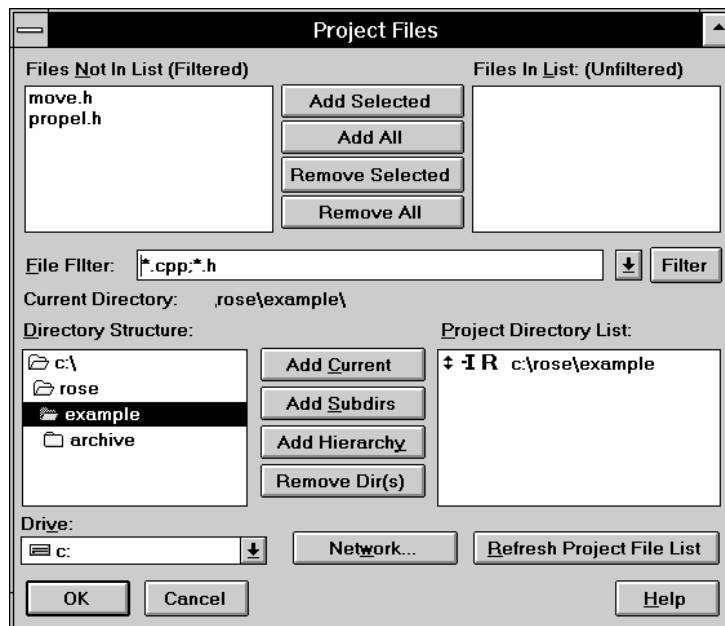 Project Files
Files Not In List (Filtered)
Files In List: (Unfiltered)
move.h
propel.h
Add Selected
Add All
Remove Selected
Remove All
File FIlter:
*.cpp;*.h
Filter
Current Directory: ,rose\example\
Directory Structure:
Project Directory List:
c:\
rose
example
archive
Add Current
Add Subdirs
Add Hierarchy
Remove Dir(s)
-I R c:\rose\example
Drive:
c:
Network...
Refresh Project File List
OK
Cancel
Help